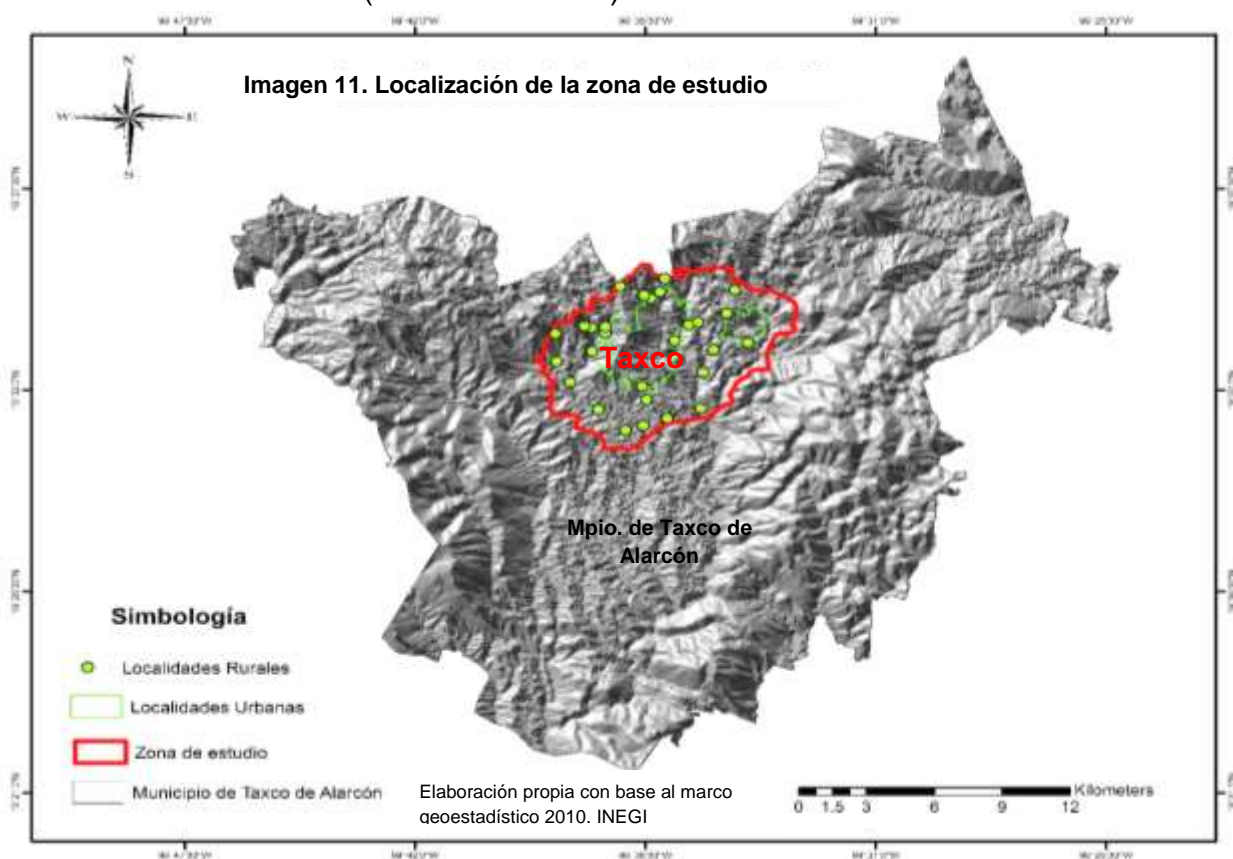 Imagen 11. Localización de la zona de estudio
N
W
E
S
Taxco
Mpio. de Taxco de
Alarcón
Simbología
Localidades Rurales
Localidades Urbanas
Zona de estudio
Municipio de Taxco de Alarcón
Elaboración propia con base al marco
geoestadístico 2010. INEGI
Kilometers
0 1.5 3 6 9 12